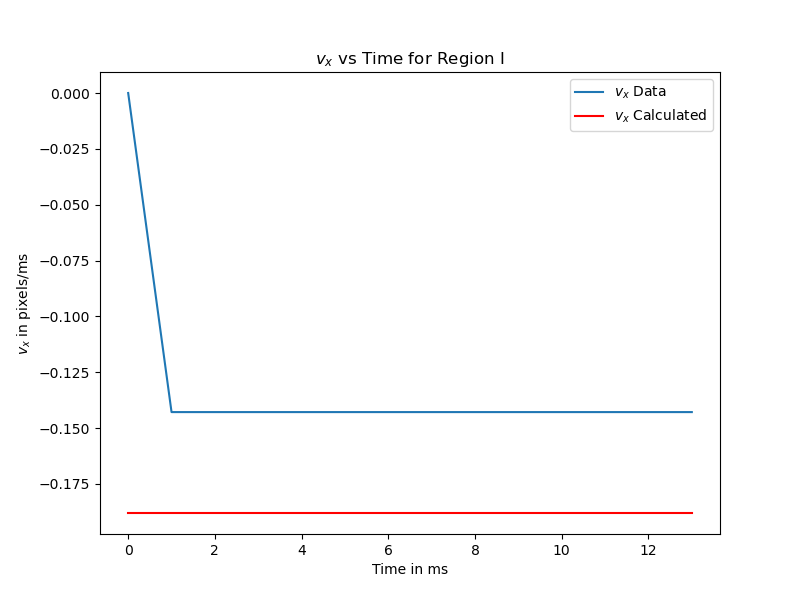 v_x vs Time for Region I
v_x Data
v_x Calculated
0.000
−0.025
−0.050
−0.075
−0.100
−0.125
−0.150
−0.175
v_x in pixels/ms
0 2 4 6 8 10 12
Time in ms